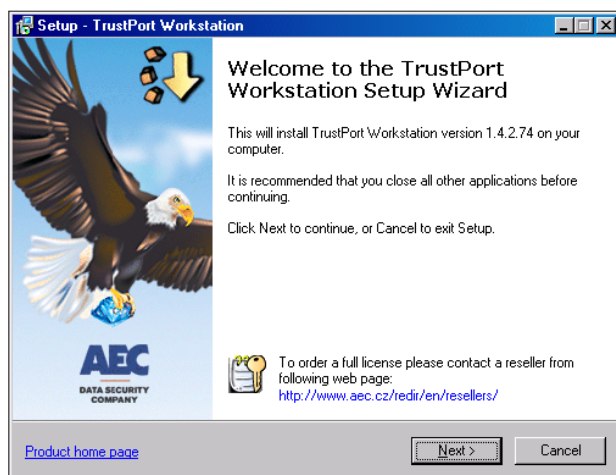 Setup - TrustPort Workstation
Welcome to the TrustPort
Workstation Setup Wizard
This will install TrustPort Workstation version 1.4.2.74 on your
computer.
It is recommended that you close all other applications before
continuing.
Click Next to continue, or Cancel to exit Setup.
AEC
DATA SECURITY
COMPANY
To order a full license please contact a reseller from
following web page:
http://www.aec.cz/redir/en/resellers/
Product home page
Next >
Cancel